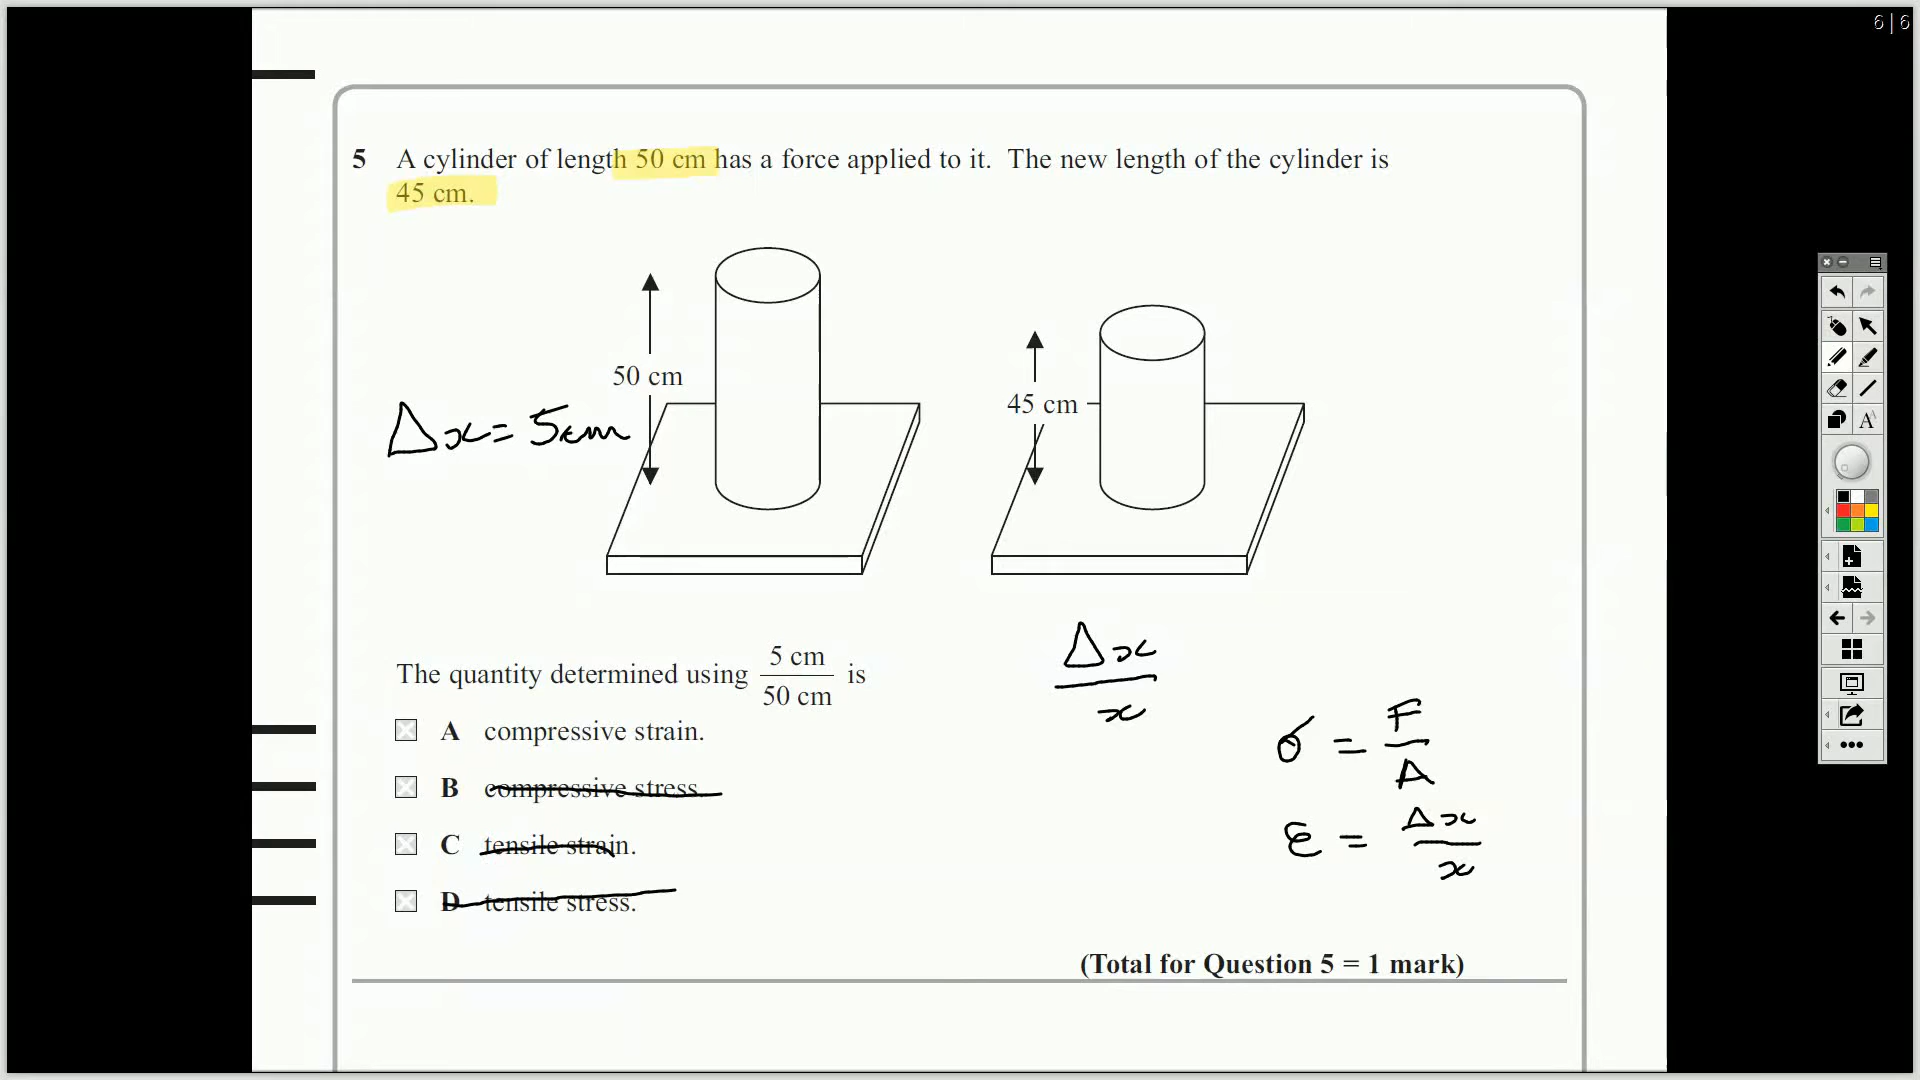 6 | 6
5 A cylinder of length 50 cm has a force applied to it. The new length of the cylinder is
45 cm.
50 cm
45 cm
Δx = 5cm
The quantity determined using 5 cm / 50 cm is
Δx / x
A compressive strain.
B compressive stress.
C tensile strain.
D tensile stress.
σ = F / A
ε = Δx / x
(Total for Question 5 = 1 mark)
A